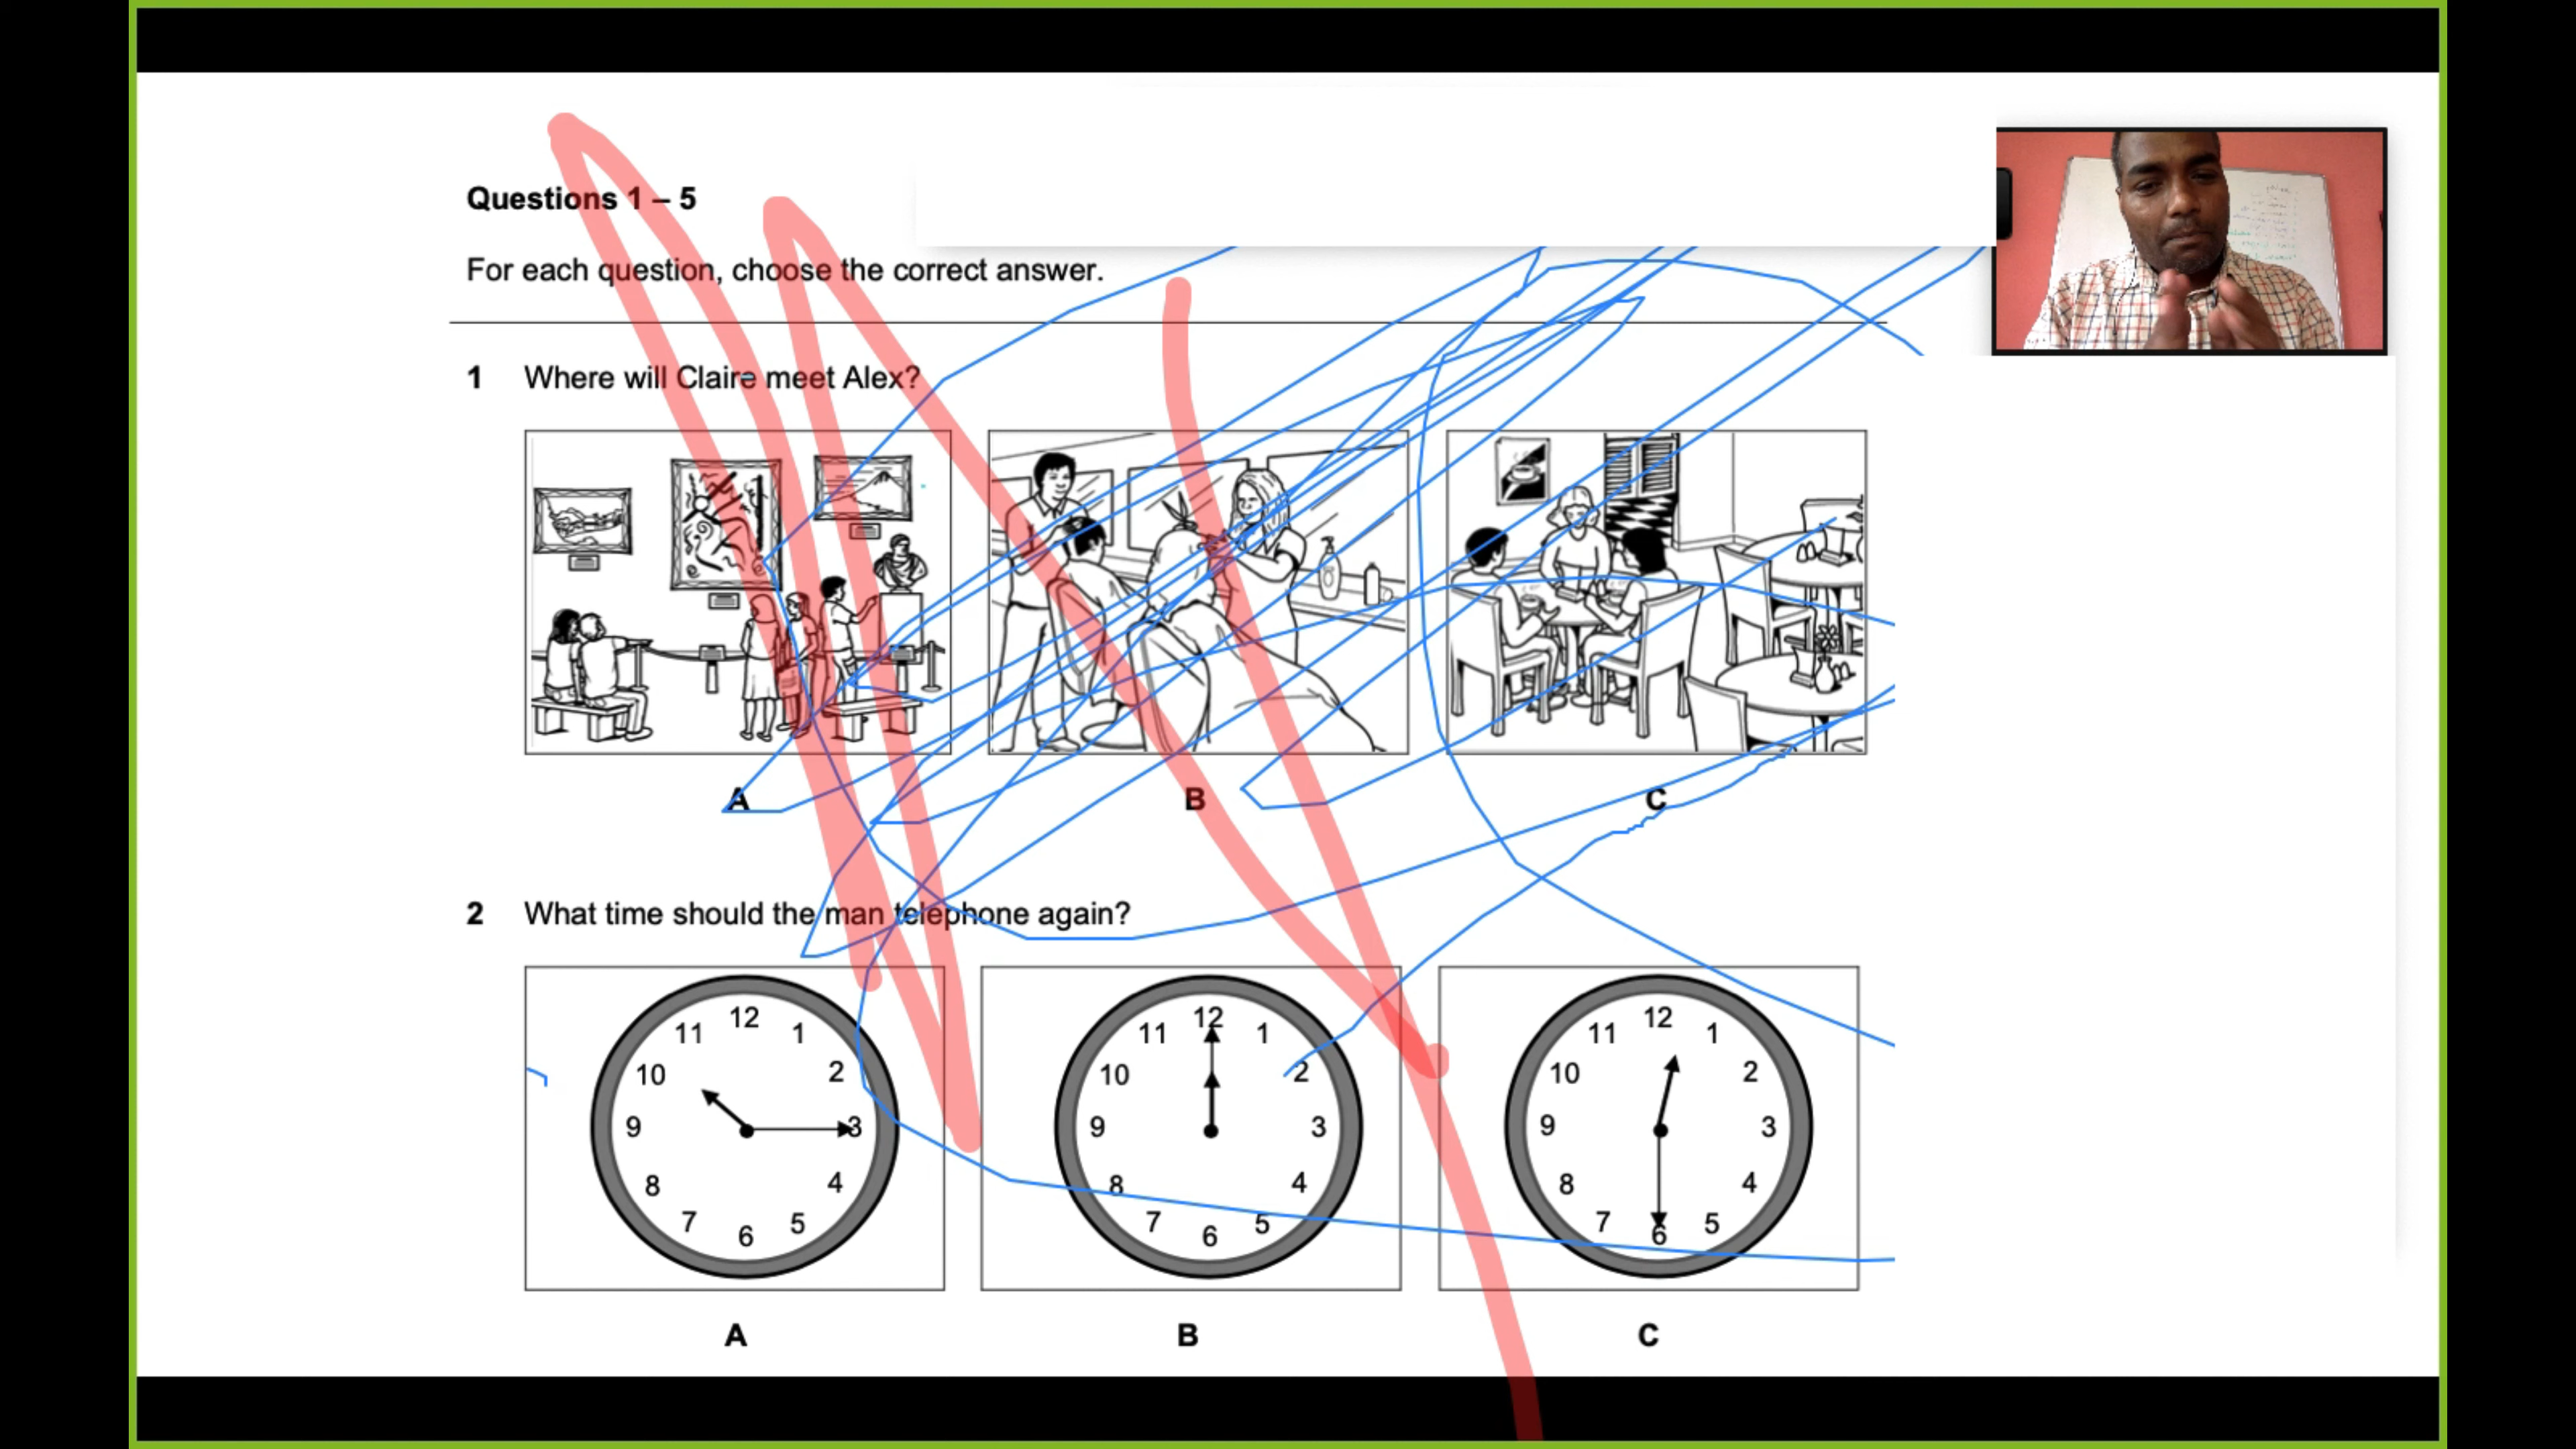 Questions 1 – 5
For each question, choose the correct answer.
1 Where will Claire meet Alex?
A B C
2 What time should the man telephone again?
12 12 12
11 1 11 1 11 1
10 2 10 2 10 2
9 3 9 3 9 3
8 4 8 4 8 4
7 5 7 5 7 5
6 6 6
A B C